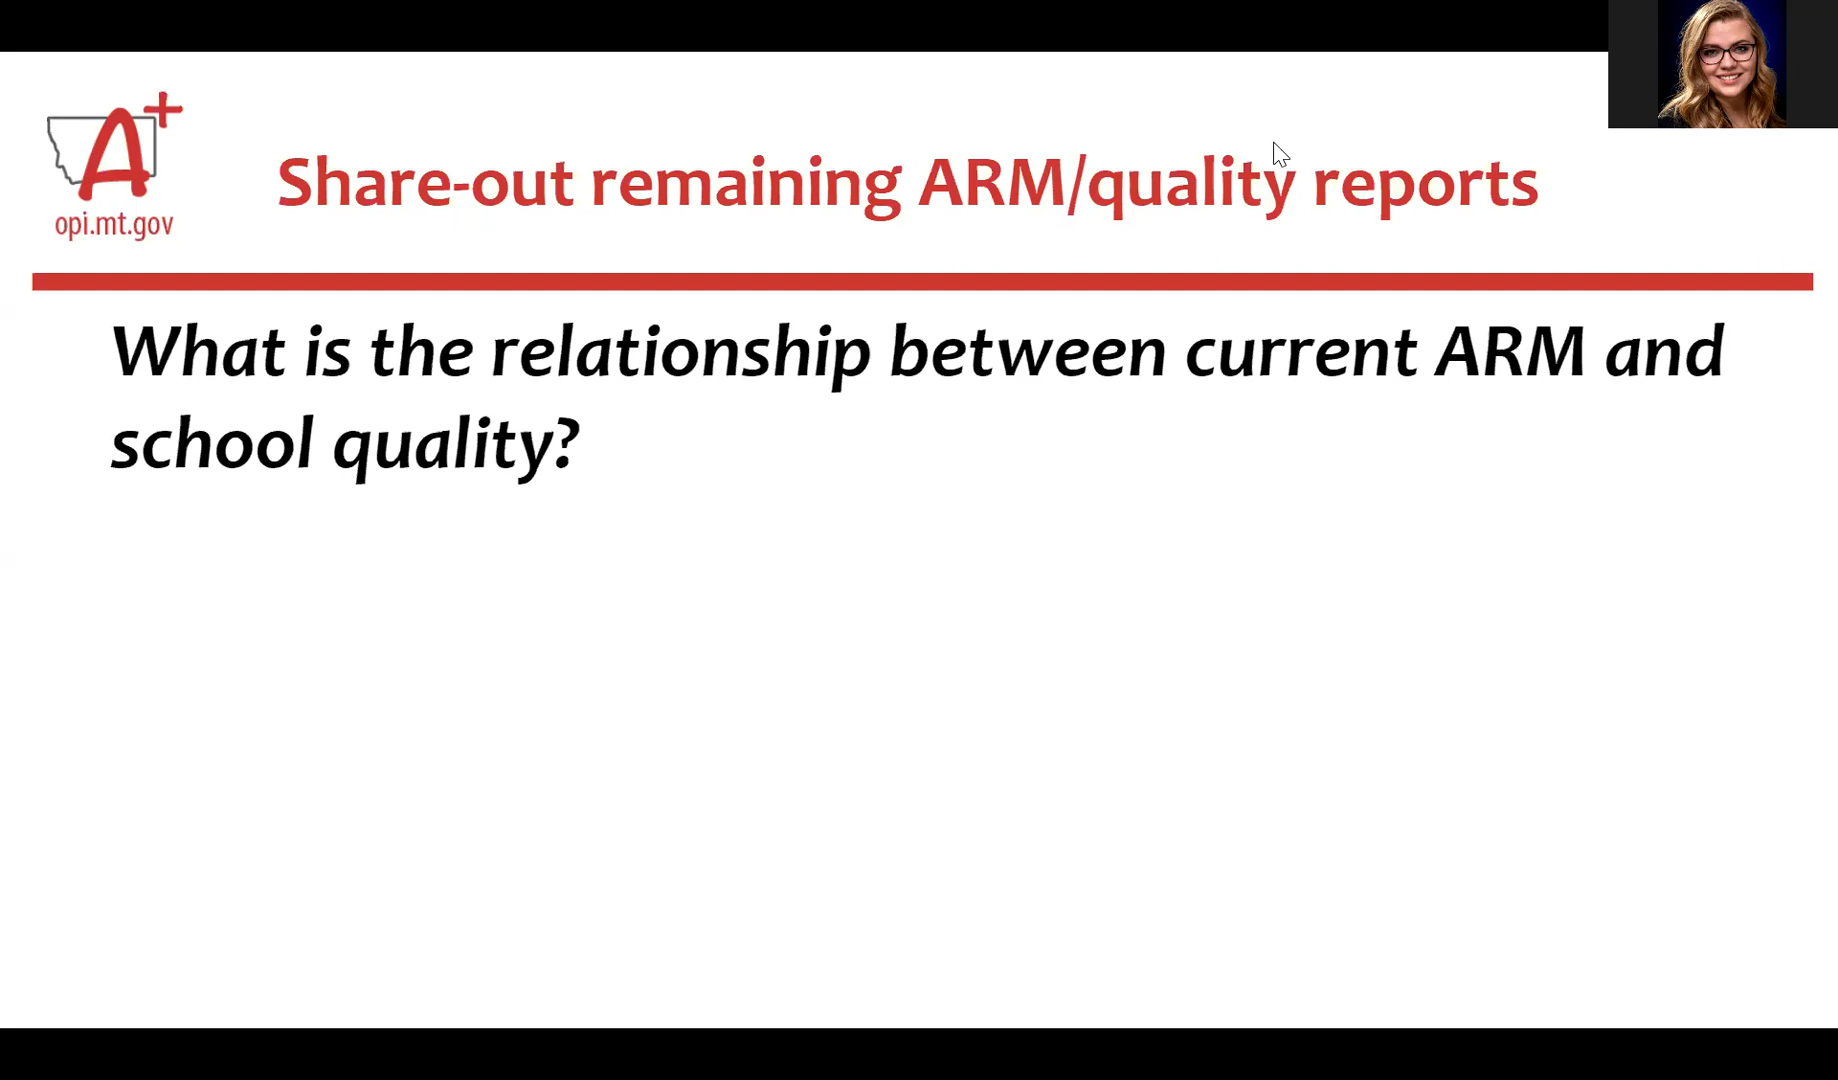 A+
opi.mt.gov
Share-out remaining ARM/quality reports
What is the relationship between current ARM and
school quality?